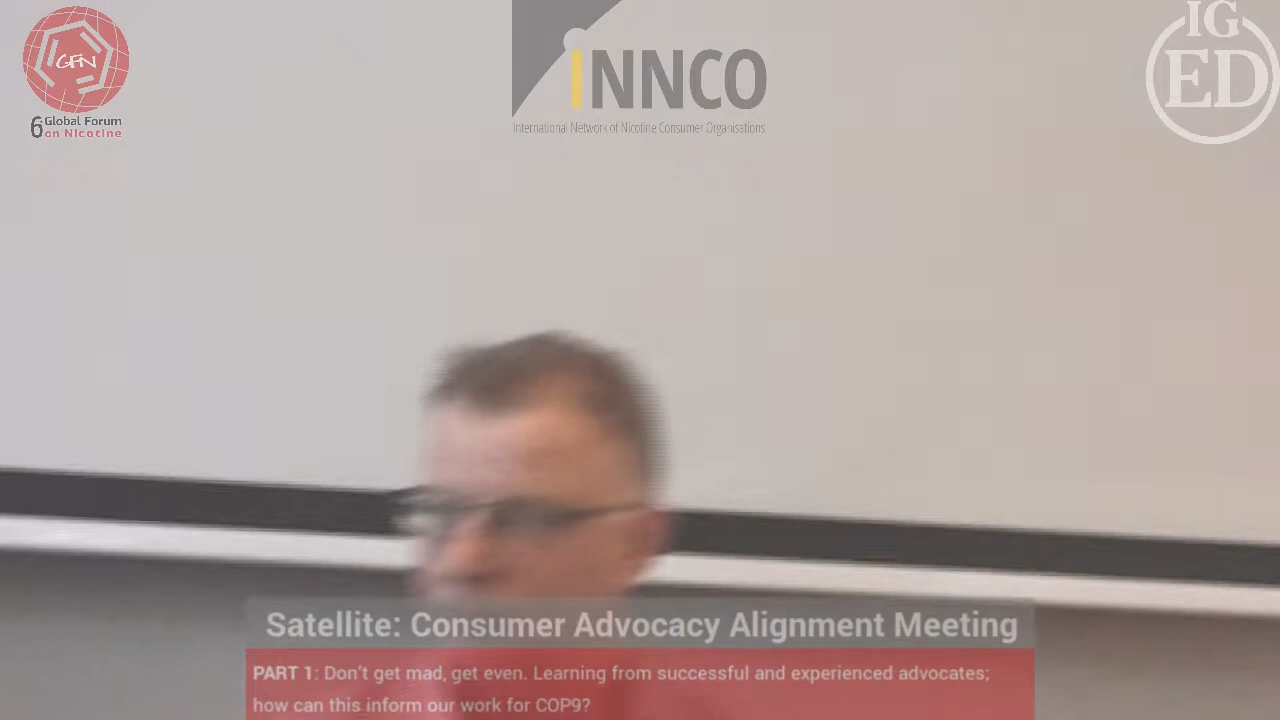 GFN
6 Global Forum
on Nicotine
INNCO
International Network of Nicotine Consumer Organisations
IG
ED
Satellite: Consumer Advocacy Alignment Meeting
PART 1: Don't get mad, get even. Learning from successful and experienced advocates;
how can this inform our work for COP9?